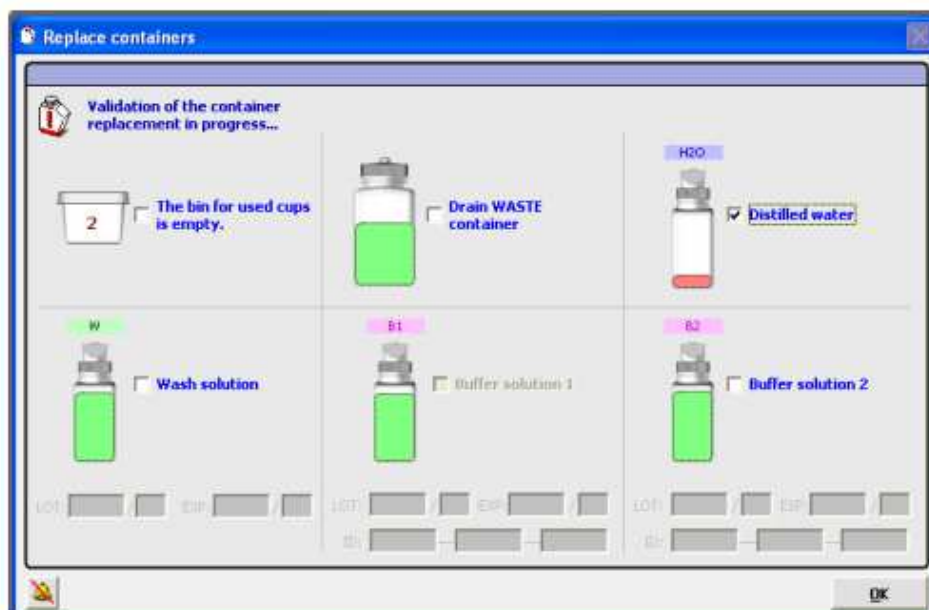 Replace containers
Validation of the container
replacement in progress...
2
The bin for used cups
is empty.
Drain WASTE
container
H2O
Distilled water
W
Wash solution
B1
Buffer solution 1
B2
Buffer solution 2
LOT: / EXP: /
LOT: / EXP: /
LOT: / EXP: /
ID: — —
ID: — —
OK